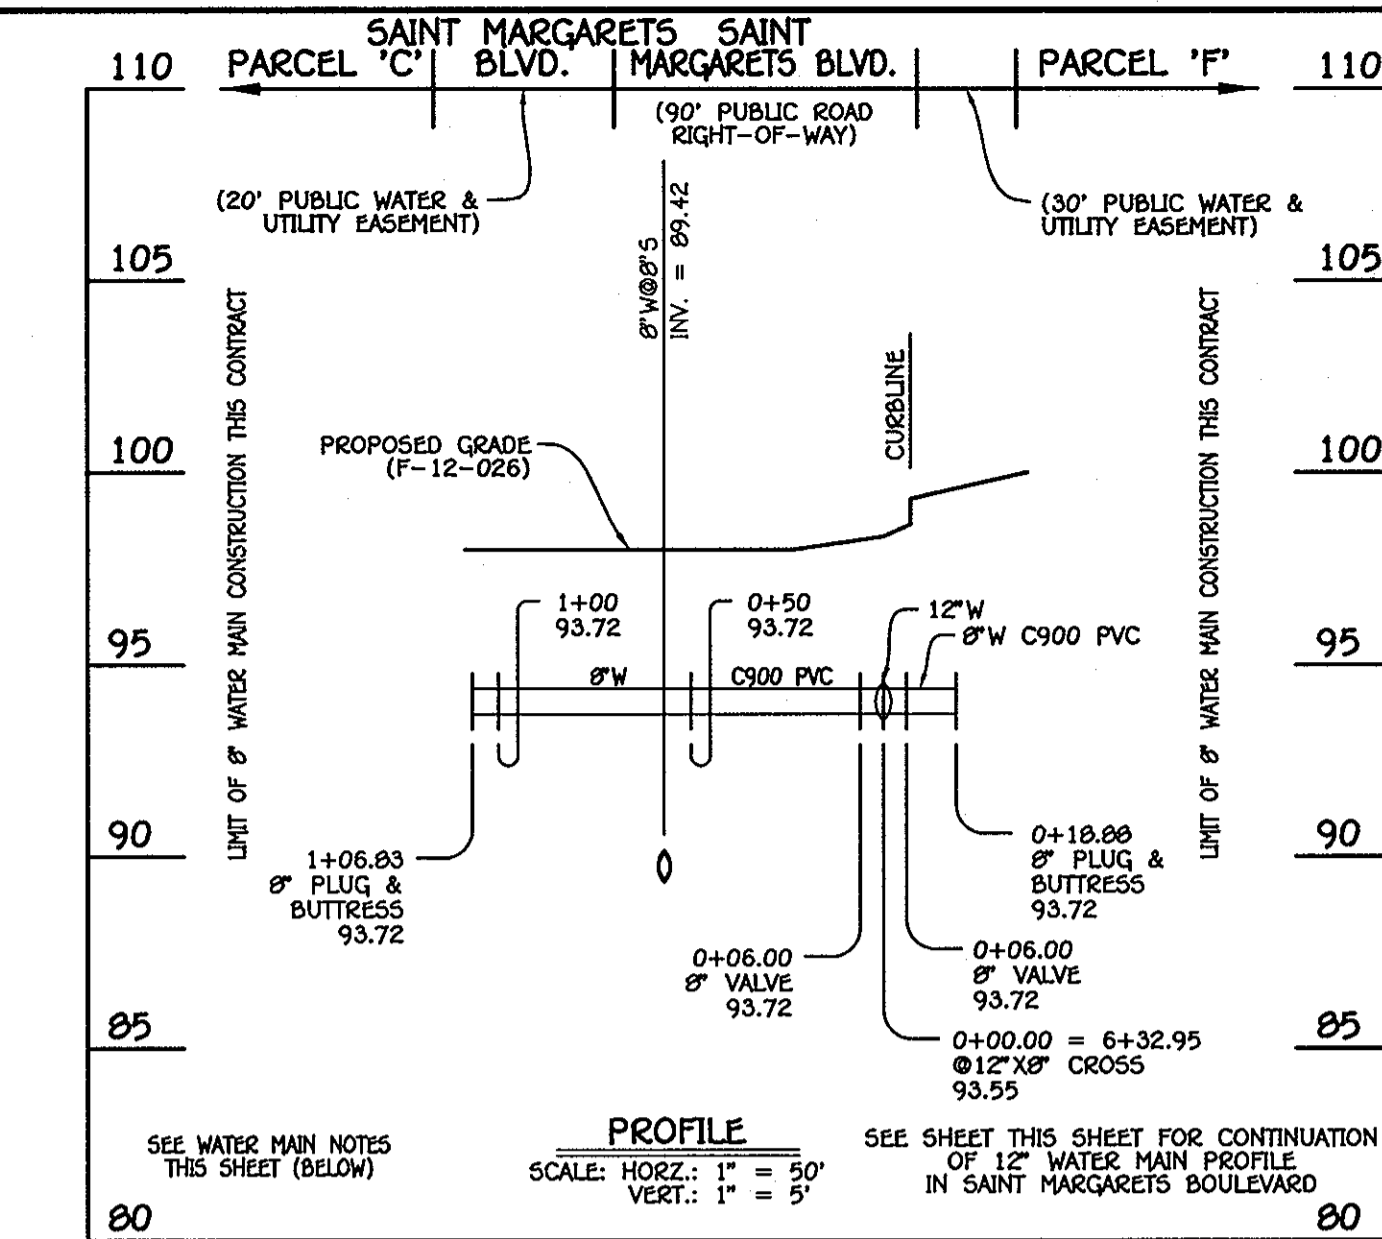 SAINT MARGARETS SAINT
110 PARCEL 'C' BLVD. MARGARETS BLVD. PARCEL 'F' 110
(90' PUBLIC ROAD
RIGHT-OF-WAY)
(20' PUBLIC WATER &
UTILITY EASEMENT)
(30' PUBLIC WATER &
UTILITY EASEMENT)
8"W@8"S
INV. = 89.42
105 105
LIMIT OF 8" WATER MAIN CONSTRUCTION THIS CONTRACT
LIMIT OF 8" WATER MAIN CONSTRUCTION THIS CONTRACT
CURBLINE
100 100
PROPOSED GRADE
(F-12-026)
1+00
93.72
0+50
93.72
12"W
8"W C900 PVC
95 95
8"W C900 PVC
90 90
1+06.83
8" PLUG &
BUTTRESS
93.72
0+18.88
8" PLUG &
BUTTRESS
93.72
0+06.00
8" VALVE
93.72
0+06.00
8" VALVE
93.72
85 85
0+00.00 = 6+32.95
@12"X8" CROSS
93.55
SEE WATER MAIN NOTES
THIS SHEET (BELOW)
PROFILE
SCALE: HORZ.: 1" = 50'
VERT.: 1" = 5'
SEE SHEET THIS SHEET FOR CONTINUATION
OF 12" WATER MAIN PROFILE
IN SAINT MARGARETS BOULEVARD
80 80